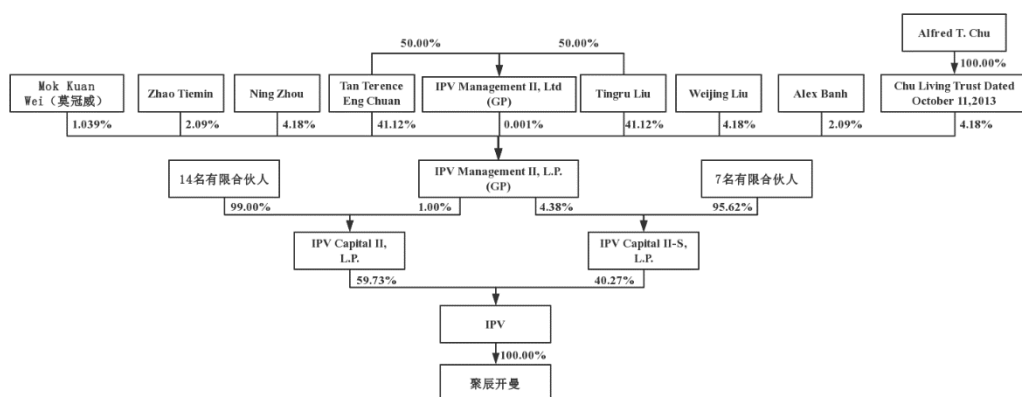 Alfred T. Chu
50.00%
50.00%
100.00%
Mok Kuan
Wei（莫冠威）
Zhao Tiemin
Ning Zhou
Tan Terence
Eng Chuan
IPV Management II, Ltd
(GP)
Tingru Liu
Weijing Liu
Alex Banh
Chu Living Trust Dated
October 11,2013
1.039%
2.09%
4.18%
41.12%
0.001%
41.12%
4.18%
2.09%
4.18%
14名有限合伙人
IPV Management II, L.P.
(GP)
7名有限合伙人
99.00%
1.00%
4.38%
95.62%
IPV Capital II,
L.P.
IPV Capital II-S,
L.P.
59.73%
40.27%
IPV
100.00%
聚辰开曼